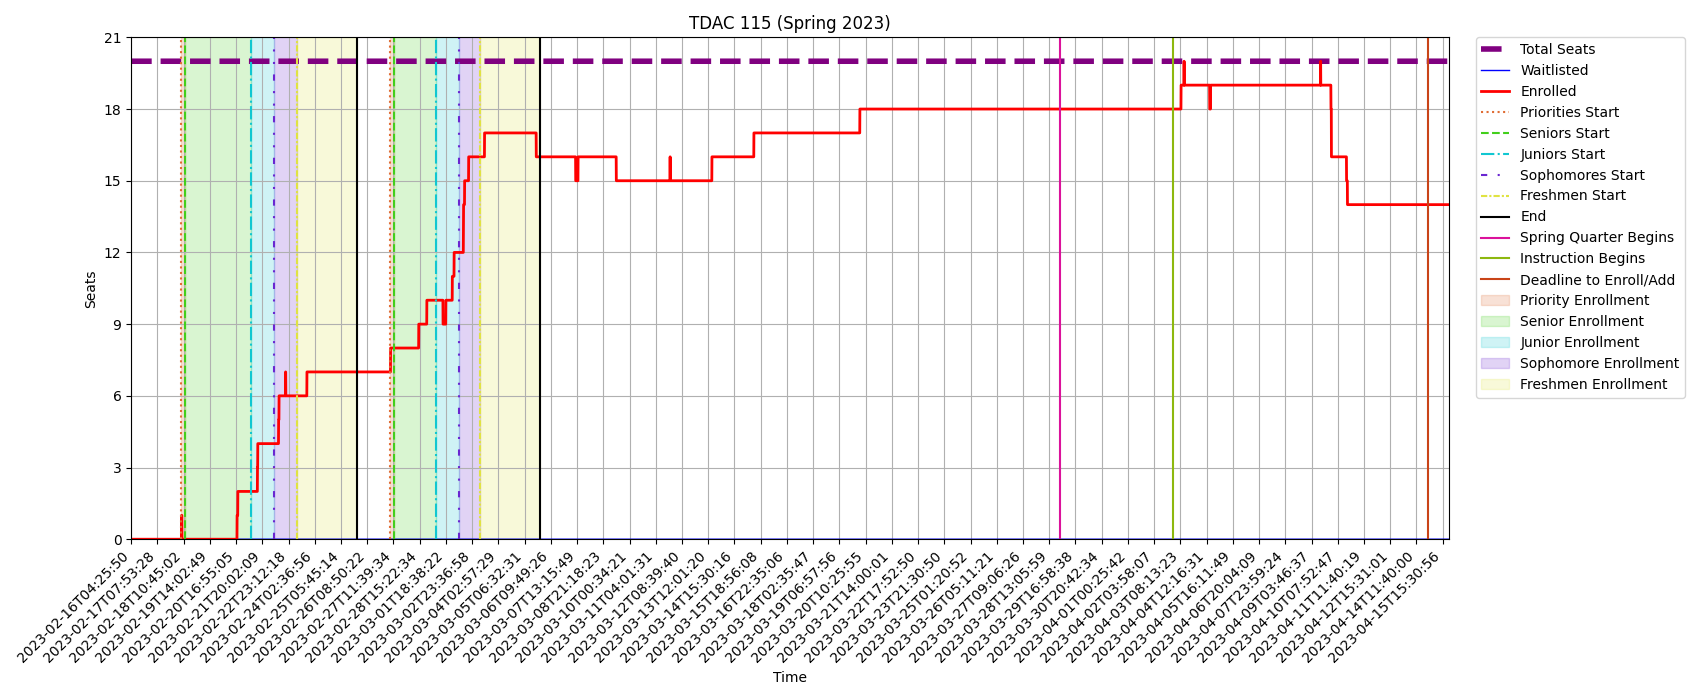 TDAC 115 (Spring 2023)
21
18
15
12
9
6
3
0
Seats
2023-02-16T04:25:50
2023-02-17T07:53:28
2023-02-18T10:45:02
2023-02-19T14:02:49
2023-02-20T16:55:05
2023-02-21T20:02:09
2023-02-22T23:12:18
2023-02-24T02:36:56
2023-02-25T05:45:14
2023-02-26T08:50:22
2023-02-27T11:39:34
2023-02-28T15:22:34
2023-03-01T18:38:22
2023-03-02T23:36:58
2023-03-04T02:57:29
2023-03-05T06:32:31
2023-03-06T09:49:26
2023-03-07T13:15:49
2023-03-08T21:18:23
2023-03-10T00:34:21
2023-03-11T04:01:31
2023-03-12T08:39:40
2023-03-13T12:01:20
2023-03-14T15:30:16
2023-03-15T18:56:08
2023-03-16T22:35:06
2023-03-18T02:35:47
2023-03-19T06:57:56
2023-03-20T10:25:55
2023-03-21T14:00:01
2023-03-22T17:52:50
2023-03-23T21:30:50
2023-03-25T01:20:52
2023-03-26T05:11:21
2023-03-27T09:06:26
2023-03-28T13:05:59
2023-03-29T16:58:38
2023-03-30T20:42:34
2023-04-01T00:25:42
2023-04-02T03:58:07
2023-04-03T08:13:23
2023-04-04T12:16:31
2023-04-05T16:11:49
2023-04-06T20:04:09
2023-04-07T23:59:24
2023-04-09T03:46:37
2023-04-10T07:52:47
2023-04-11T11:40:19
2023-04-12T15:31:01
2023-04-14T11:40:00
2023-04-15T15:30:56
Time
Total Seats
Waitlisted
Enrolled
Priorities Start
Seniors Start
Juniors Start
Sophomores Start
Freshmen Start
End
Spring Quarter Begins
Instruction Begins
Deadline to Enroll/Add
Priority Enrollment
Senior Enrollment
Junior Enrollment
Sophomore Enrollment
Freshmen Enrollment